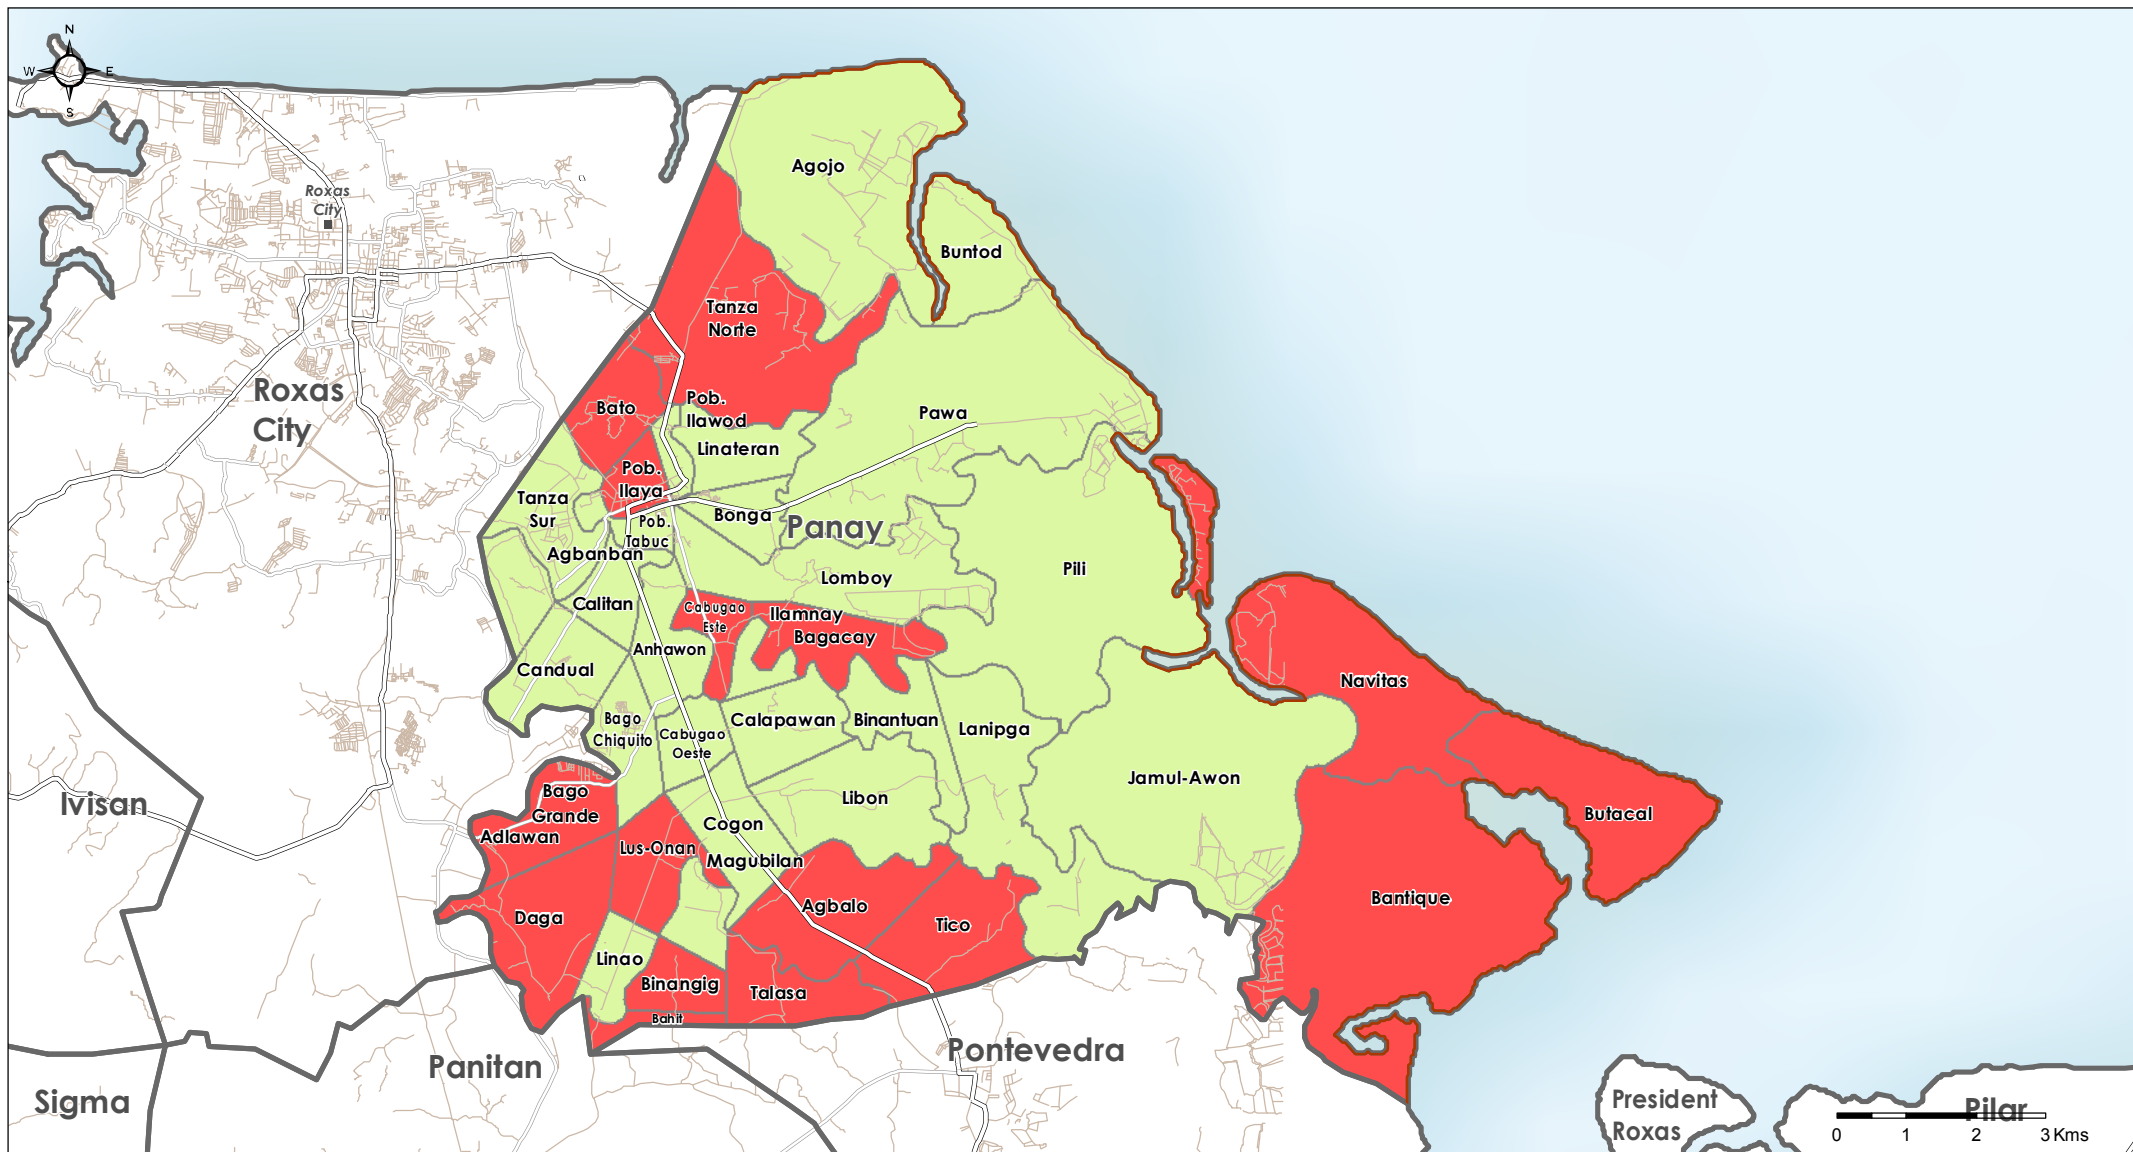 N
W E
S
Agojo
Roxas
City
Buntod
Tanza
Norte
Roxas
City
Pob.
Ilawod
Bato
Pawa
Linateran
Pob.
Ilaya
Tanza
Sur
Bonga
Pob.
Tabuc
Panay
Agbanban
Pili
Lomboy
Calitan
Cabugao
Este
Ilamnay
Bagacay
Anhawon
Candual
Navitas
Bago
Chiquito
Calapawan
Binantuan
Lanipga
Cabugao
Oeste
Jamul-Awon
Bago
Grande
Libon
Ivisan
Butacal
Cogon
Adlawan
Lus-Onan
Magubilan
Bantique
Agbalo
Daga
Tico
Linao
Binangig
Talasa
Bahit
Pontevedra
Panitan
Sigma
President
Roxas
Pilar
0 1 2 3 Kms